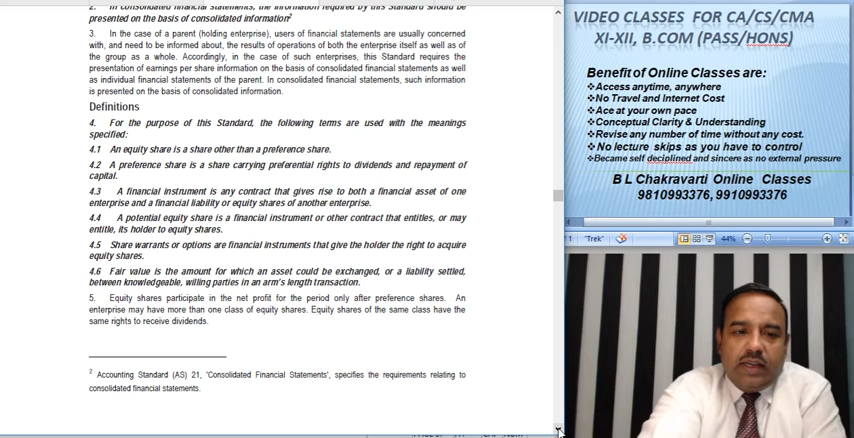 2. In consolidated financial statements, the information required by this Standard should be
presented on the basis of consolidated information2
3. In the case of a parent (holding enterprise), users of financial statements are usually concerned
with, and need to be informed about, the results of operations of both the enterprise itself as well as of
the group as a whole. Accordingly, in the case of such enterprises, this Standard requires the
presentation of earnings per share information on the basis of consolidated financial statements as well
as individual financial statements of the parent. In consolidated financial statements, such information
is presented on the basis of consolidated information.
Definitions
4. For the purpose of this Standard, the following terms are used with the meanings
specified:
4.1 An equity share is a share other than a preference share.
4.2 A preference share is a share carrying preferential rights to dividends and repayment of
capital.
4.3 A financial instrument is any contract that gives rise to both a financial asset of one
enterprise and a financial liability or equity shares of another enterprise.
4.4 A potential equity share is a financial instrument or other contract that entitles, or may
entitle, its holder to equity shares.
4.5 Share warrants or options are financial instruments that give the holder the right to acquire
equity shares.
4.6 Fair value is the amount for which an asset could be exchanged, or a liability settled,
between knowledgeable, willing parties in an arm's length transaction.
5. Equity shares participate in the net profit for the period only after preference shares. An
enterprise may have more than one class of equity shares. Equity shares of the same class have the
same rights to receive dividends.
2 Accounting Standard (AS) 21, 'Consolidated Financial Statements', specifies the requirements relating to
consolidated financial statements.
VIDEO CLASSES FOR CA/CS/CMA
XI-XII, B.COM (PASS/HONS)
Benefit of Online Classes are:
❖Access anytime, anywhere
❖No Travel and Internet Cost
❖Ace at your own pace
❖Conceptual Clarity & Understanding
❖Revise any number of time without any cost.
❖No lecture skips as you have to control
❖Became self deciplined and sincere as no external pressure
B L Chakravarti Online Classes
9810993376, 9910993376
1 "Trek" 44%